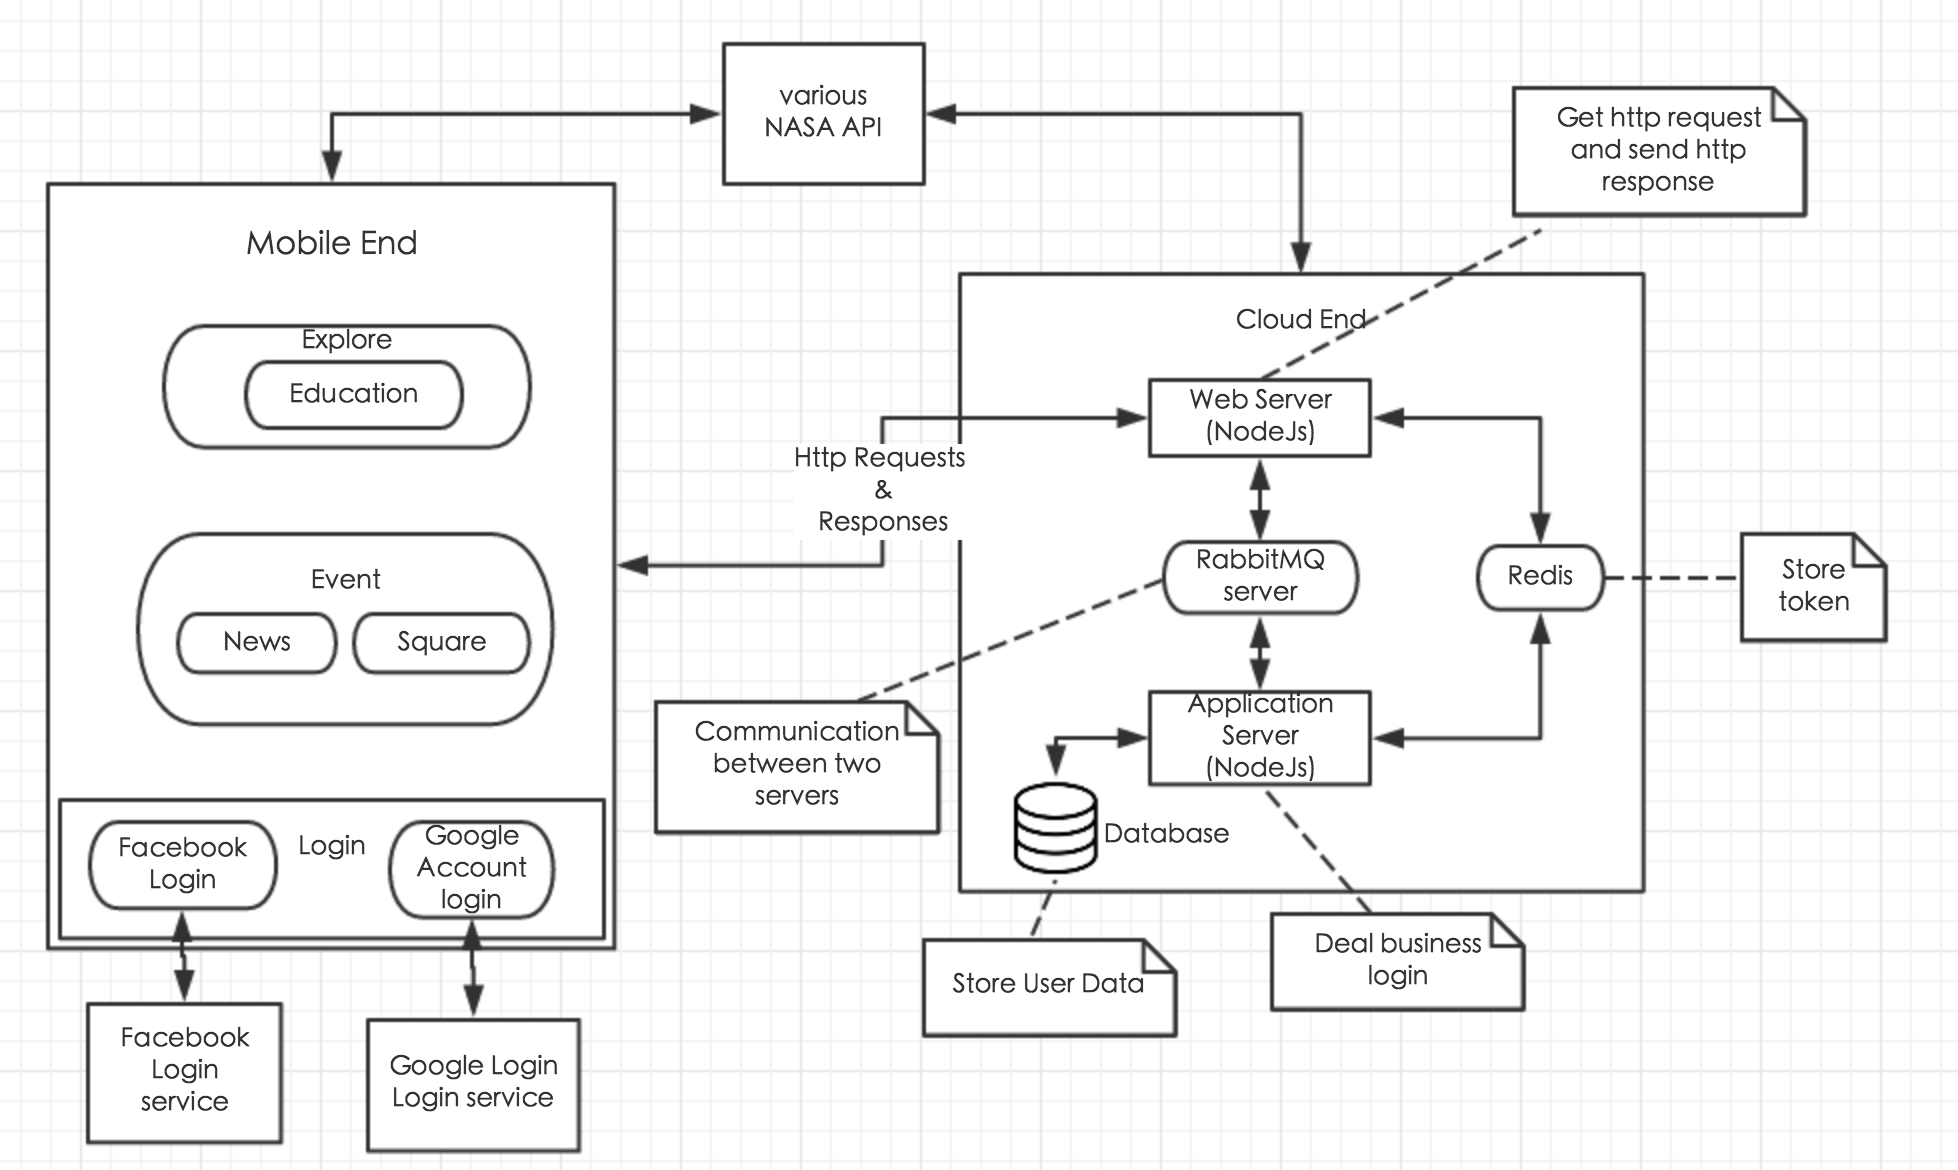 various
NASA API
Get http request
and send http
response
Mobile End
Explore
Education
Event
News
Square
Login
Facebook
Login
Google
Account
login
Facebook
Login
service
Google Login
Login service
Http Requests
&
Responses
Cloud End
Web Server
(NodeJs)
RabbitMQ
server
Redis
Store
token
Application
Server
(NodeJs)
Database
Communication
between two
servers
Store User Data
Deal business
login